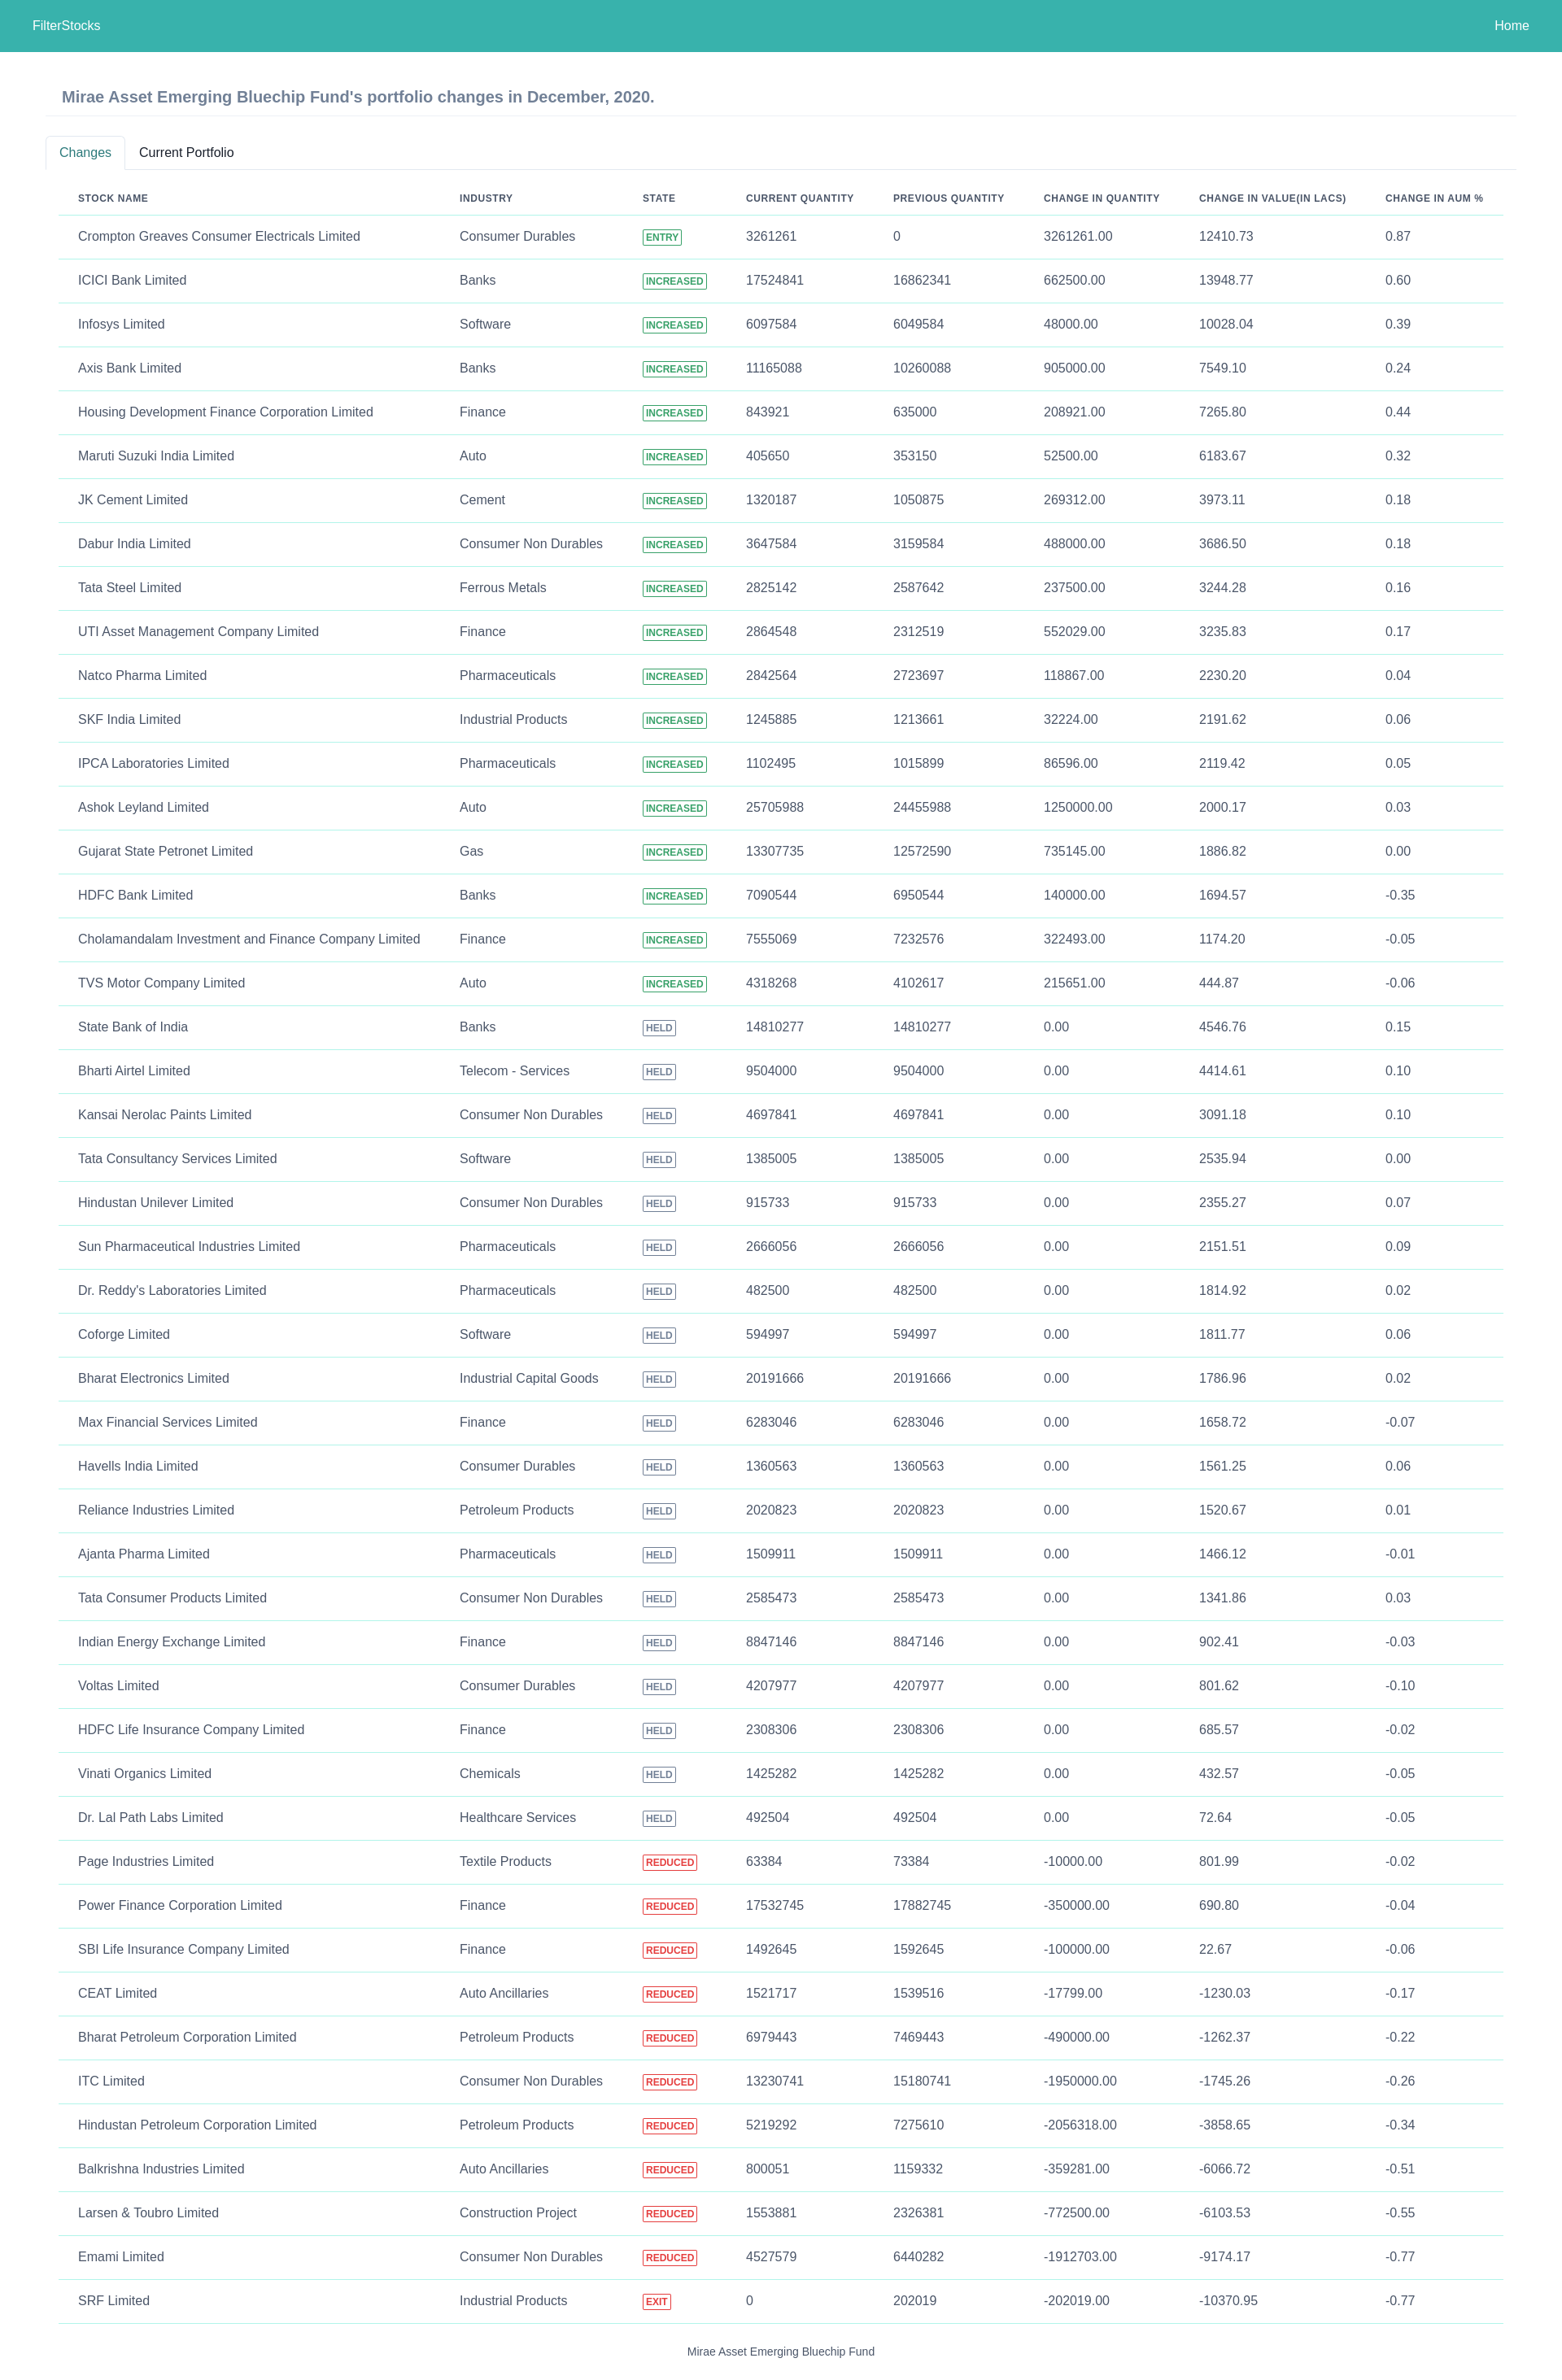 FilterStocks Home
Mirae Asset Emerging Bluechip Fund's portfolio changes in December, 2020.
Changes Current Portfolio
STOCK NAME INDUSTRY STATE CURRENT QUANTITY PREVIOUS QUANTITY CHANGE IN QUANTITY CHANGE IN VALUE(IN LACS) CHANGE IN AUM %
Crompton Greaves Consumer Electricals Limited Consumer Durables ENTRY 3261261 0 3261261.00 12410.73 0.87
ICICI Bank Limited Banks INCREASED 17524841 16862341 662500.00 13948.77 0.60
Infosys Limited Software INCREASED 6097584 6049584 48000.00 10028.04 0.39
Axis Bank Limited Banks INCREASED 11165088 10260088 905000.00 7549.10 0.24
Housing Development Finance Corporation Limited Finance INCREASED 843921 635000 208921.00 7265.80 0.44
Maruti Suzuki India Limited Auto INCREASED 405650 353150 52500.00 6183.67 0.32
JK Cement Limited Cement INCREASED 1320187 1050875 269312.00 3973.11 0.18
Dabur India Limited Consumer Non Durables INCREASED 3647584 3159584 488000.00 3686.50 0.18
Tata Steel Limited Ferrous Metals INCREASED 2825142 2587642 237500.00 3244.28 0.16
UTI Asset Management Company Limited Finance INCREASED 2864548 2312519 552029.00 3235.83 0.17
Natco Pharma Limited Pharmaceuticals INCREASED 2842564 2723697 118867.00 2230.20 0.04
SKF India Limited Industrial Products INCREASED 1245885 1213661 32224.00 2191.62 0.06
IPCA Laboratories Limited Pharmaceuticals INCREASED 1102495 1015899 86596.00 2119.42 0.05
Ashok Leyland Limited Auto INCREASED 25705988 24455988 1250000.00 2000.17 0.03
Gujarat State Petronet Limited Gas INCREASED 13307735 12572590 735145.00 1886.82 0.00
HDFC Bank Limited Banks INCREASED 7090544 6950544 140000.00 1694.57 -0.35
Cholamandalam Investment and Finance Company Limited Finance INCREASED 7555069 7232576 322493.00 1174.20 -0.05
TVS Motor Company Limited Auto INCREASED 4318268 4102617 215651.00 444.87 -0.06
State Bank of India Banks HELD 14810277 14810277 0.00 4546.76 0.15
Bharti Airtel Limited Telecom - Services HELD 9504000 9504000 0.00 4414.61 0.10
Kansai Nerolac Paints Limited Consumer Non Durables HELD 4697841 4697841 0.00 3091.18 0.10
Tata Consultancy Services Limited Software HELD 1385005 1385005 0.00 2535.94 0.00
Hindustan Unilever Limited Consumer Non Durables HELD 915733 915733 0.00 2355.27 0.07
Sun Pharmaceutical Industries Limited Pharmaceuticals HELD 2666056 2666056 0.00 2151.51 0.09
Dr. Reddy's Laboratories Limited Pharmaceuticals HELD 482500 482500 0.00 1814.92 0.02
Coforge Limited Software HELD 594997 594997 0.00 1811.77 0.06
Bharat Electronics Limited Industrial Capital Goods HELD 20191666 20191666 0.00 1786.96 0.02
Max Financial Services Limited Finance HELD 6283046 6283046 0.00 1658.72 -0.07
Havells India Limited Consumer Durables HELD 1360563 1360563 0.00 1561.25 0.06
Reliance Industries Limited Petroleum Products HELD 2020823 2020823 0.00 1520.67 0.01
Ajanta Pharma Limited Pharmaceuticals HELD 1509911 1509911 0.00 1466.12 -0.01
Tata Consumer Products Limited Consumer Non Durables HELD 2585473 2585473 0.00 1341.86 0.03
Indian Energy Exchange Limited Finance HELD 8847146 8847146 0.00 902.41 -0.03
Voltas Limited Consumer Durables HELD 4207977 4207977 0.00 801.62 -0.10
HDFC Life Insurance Company Limited Finance HELD 2308306 2308306 0.00 685.57 -0.02
Vinati Organics Limited Chemicals HELD 1425282 1425282 0.00 432.57 -0.05
Dr. Lal Path Labs Limited Healthcare Services HELD 492504 492504 0.00 72.64 -0.05
Page Industries Limited Textile Products REDUCED 63384 73384 -10000.00 801.99 -0.02
Power Finance Corporation Limited Finance REDUCED 17532745 17882745 -350000.00 690.80 -0.04
SBI Life Insurance Company Limited Finance REDUCED 1492645 1592645 -100000.00 22.67 -0.06
CEAT Limited Auto Ancillaries REDUCED 1521717 1539516 -17799.00 -1230.03 -0.17
Bharat Petroleum Corporation Limited Petroleum Products REDUCED 6979443 7469443 -490000.00 -1262.37 -0.22
ITC Limited Consumer Non Durables REDUCED 13230741 15180741 -1950000.00 -1745.26 -0.26
Hindustan Petroleum Corporation Limited Petroleum Products REDUCED 5219292 7275610 -2056318.00 -3858.65 -0.34
Balkrishna Industries Limited Auto Ancillaries REDUCED 800051 1159332 -359281.00 -6066.72 -0.51
Larsen & Toubro Limited Construction Project REDUCED 1553881 2326381 -772500.00 -6103.53 -0.55
Emami Limited Consumer Non Durables REDUCED 4527579 6440282 -1912703.00 -9174.17 -0.77
SRF Limited Industrial Products EXIT 0 202019 -202019.00 -10370.95 -0.77
Mirae Asset Emerging Bluechip Fund